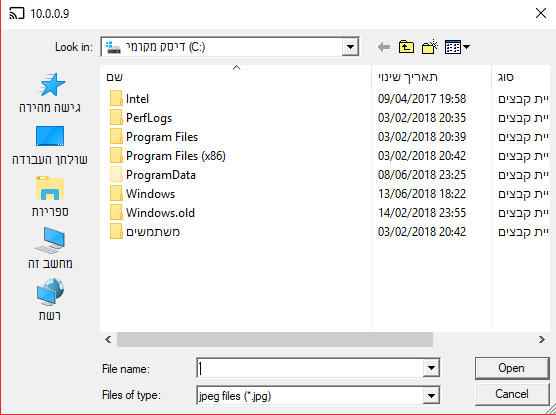 10.0.0.9
Look in: דיסק מקומי (C:)
שם תאריך שינוי סוג
Intel 09/04/2017 19:58 יית קבצים
PerfLogs 03/02/2018 20:35 יית קבצים
Program Files 03/02/2018 20:39 יית קבצים
Program Files (x86) 03/02/2018 20:42 יית קבצים
ProgramData 08/06/2018 23:25 יית קבצים
Windows 13/06/2018 18:22 יית קבצים
Windows.old 14/02/2018 23:55 יית קבצים
משתמשים 03/02/2018 20:42 יית קבצים
גישה מהירה
שולחן העבודה
ספריות
מחשב זה
רשת
File name:
Open
Files of type: jpeg files (*.jpg)
Cancel